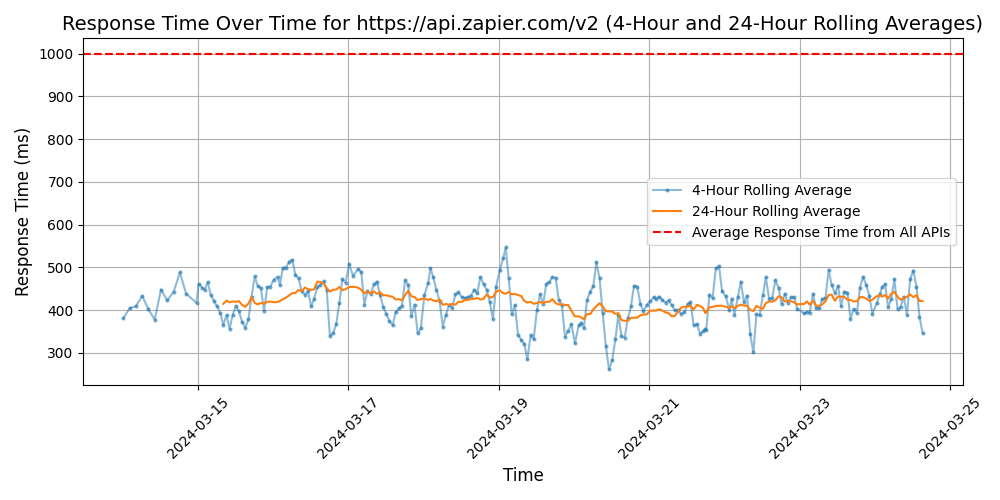 Response Time Over Time for https://api.zapier.com/v2 (4-Hour and 24-Hour Rolling Averages)
1000
900
800
700
600
500
400
300
Response Time (ms)
4-Hour Rolling Average
24-Hour Rolling Average
Average Response Time from All APIs
2024-03-15
2024-03-17
2024-03-19
2024-03-21
2024-03-23
2024-03-25
Time